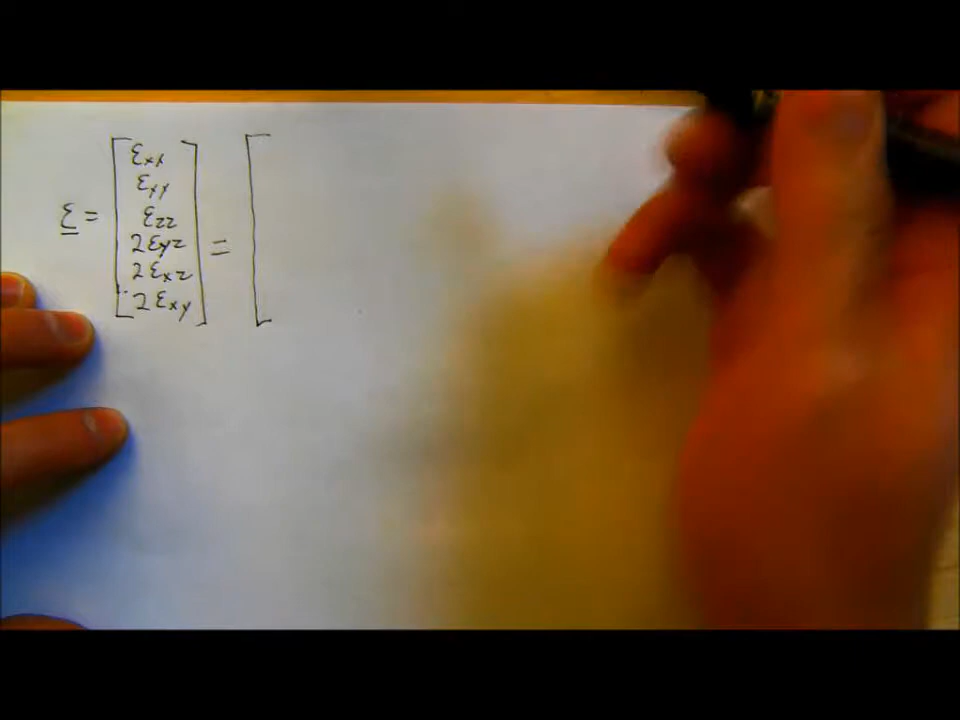 ε = [ εxx
εyy
εzz
2εyz
2εxz
2εxy ] = [